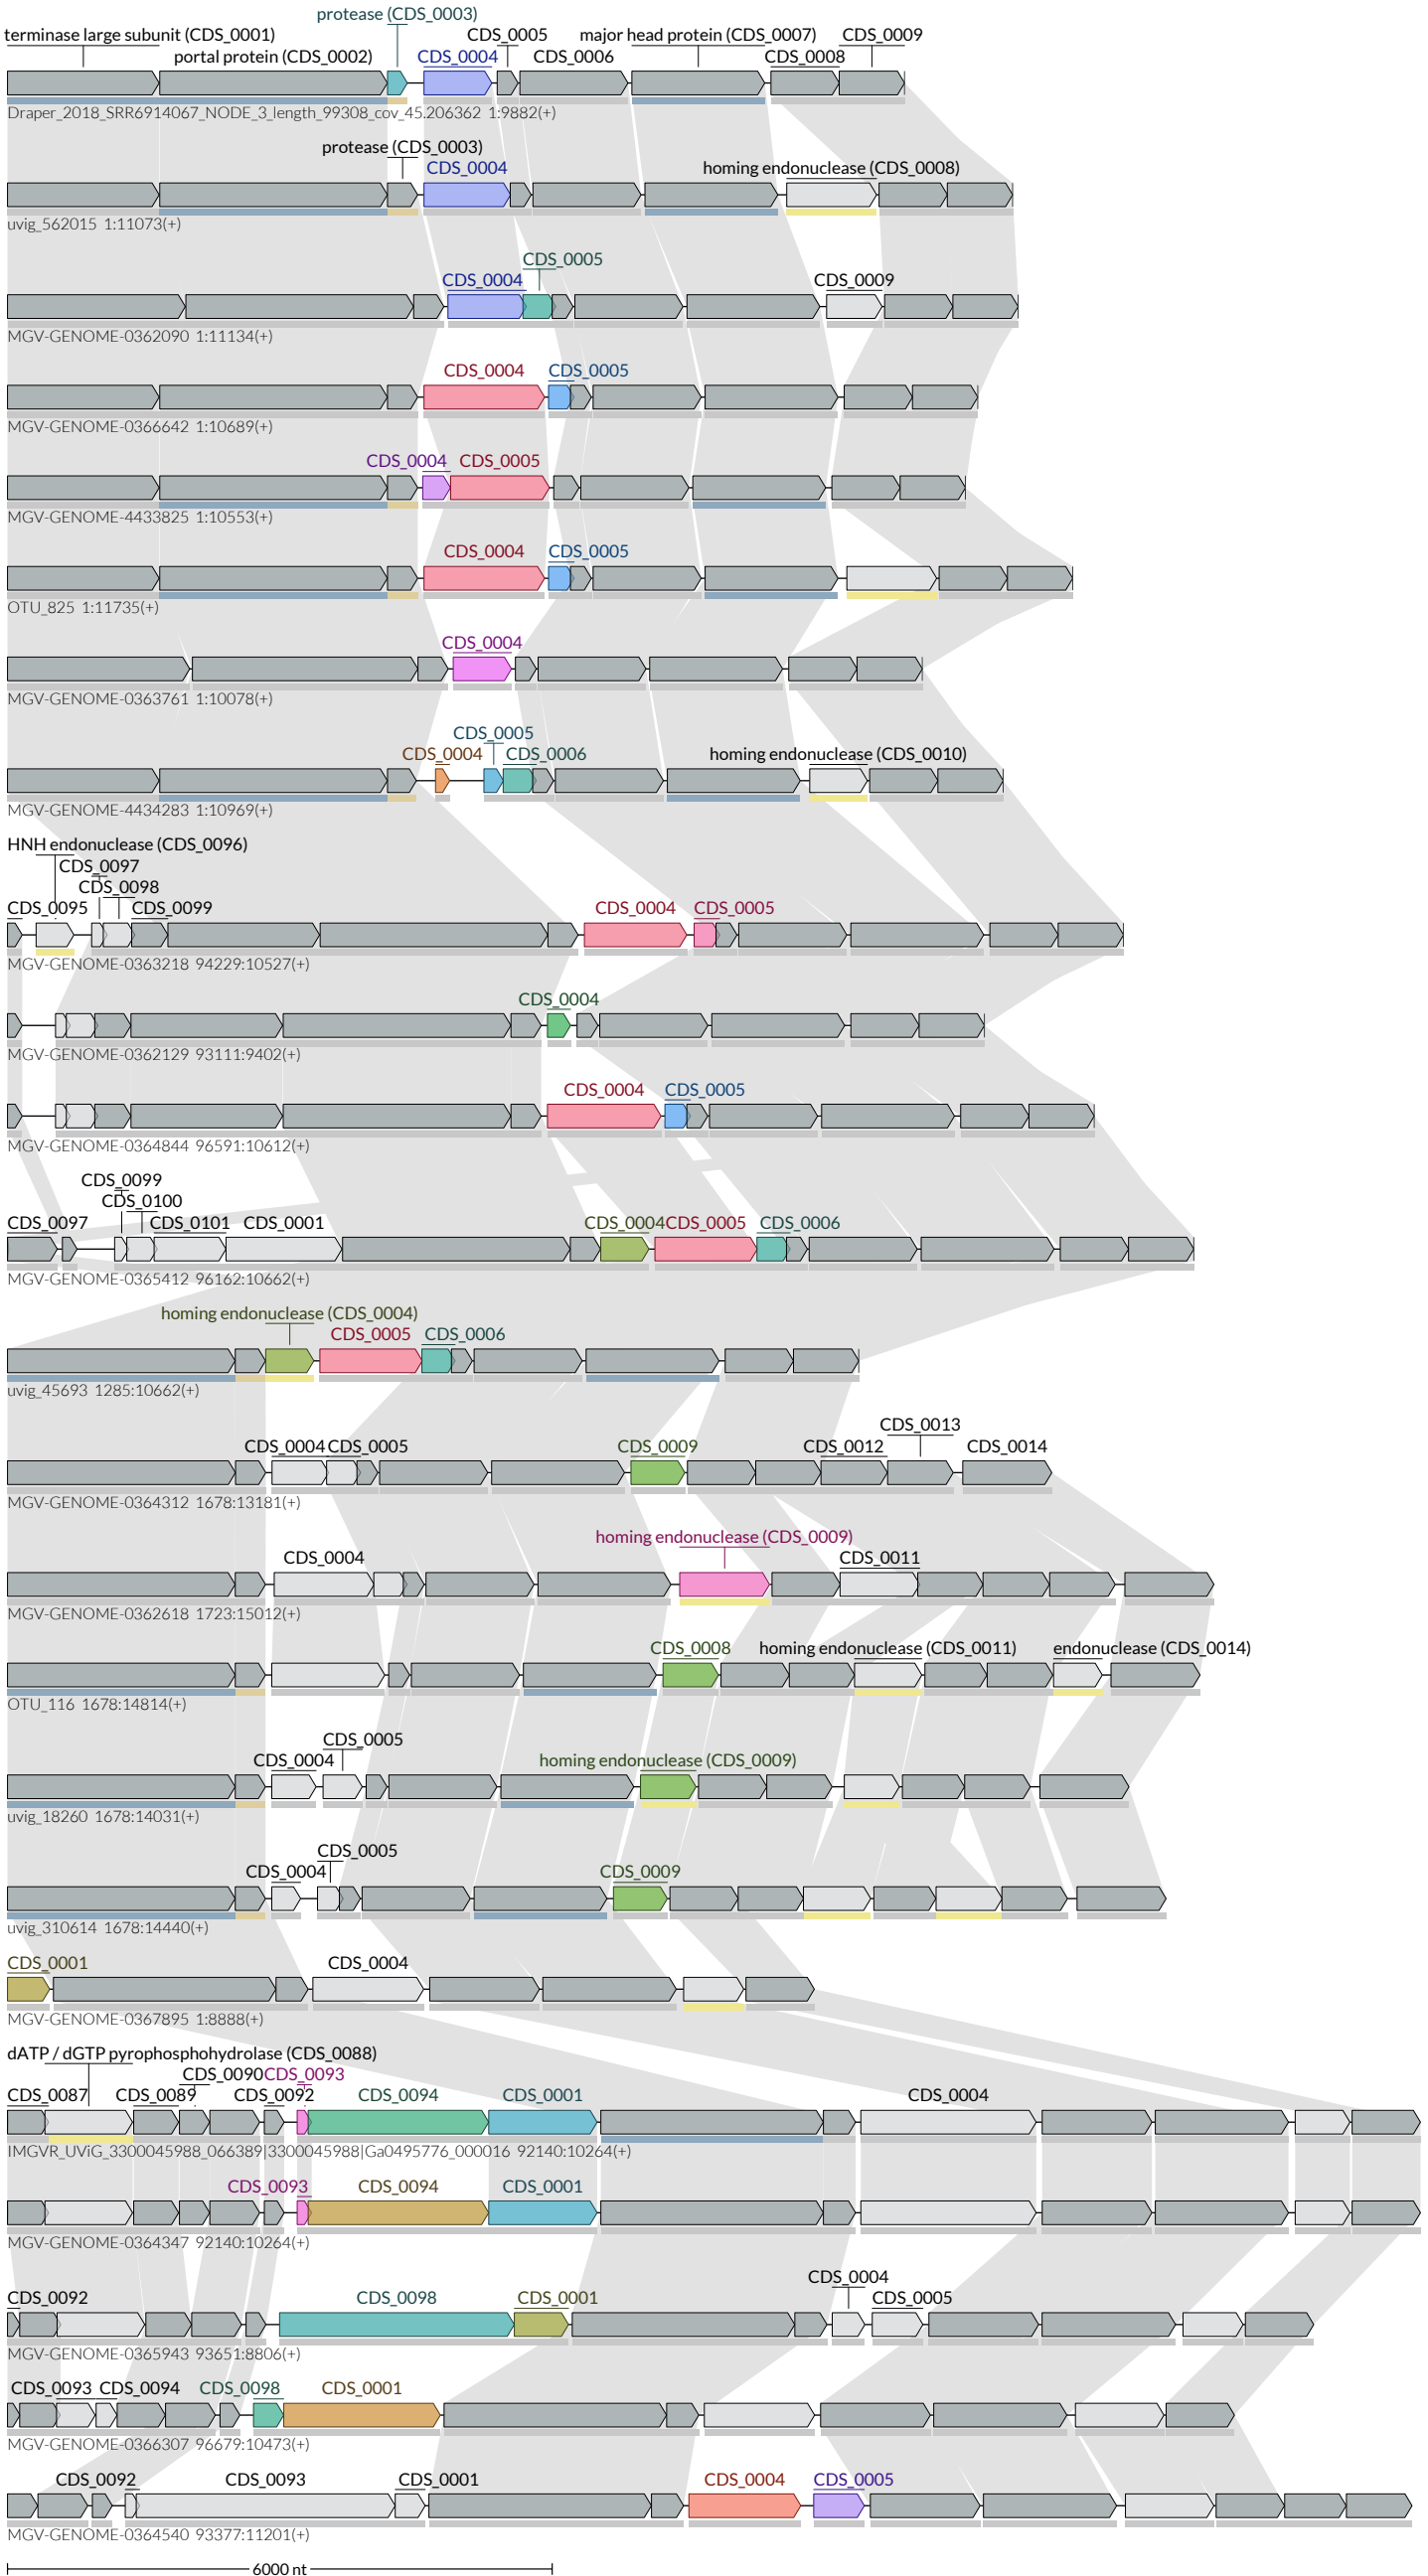 protease (CDS_0003)
terminase large subunit (CDS_0001) CDS_0005 major head protein (CDS_0007) CDS_0009
portal protein (CDS_0002) CDS_0004 CDS_0006 CDS_0008
Draper_2018_SRR6914067_NODE_3_length_99308_cov_45.206362 1:9882(+)
protease (CDS_0003)
CDS_0004 homing endonuclease (CDS_0008)
uvig_562015 1:11073(+)
CDS_0005
CDS_0004 CDS_0009
MGV-GENOME-0362090 1:11134(+)
CDS_0004 CDS_0005
MGV-GENOME-0366642 1:10689(+)
CDS_0004 CDS_0005
MGV-GENOME-4433825 1:10553(+)
CDS_0004 CDS_0005
OTU_825 1:11735(+)
CDS_0004
MGV-GENOME-0363761 1:10078(+)
CDS_0005
CDS_0004 CDS_0006 homing endonuclease (CDS_0010)
MGV-GENOME-4434283 1:10969(+)
HNH endonuclease (CDS_0096)
CDS_0097
CDS_0098
CDS_0095 CDS_0099 CDS_0004 CDS_0005
MGV-GENOME-0363218 94229:10527(+)
CDS_0004
MGV-GENOME-0362129 93111:9402(+)
CDS_0004 CDS_0005
MGV-GENOME-0364844 96591:10612(+)
CDS_0099
CDS_0100
CDS_0097 CDS_0101 CDS_0001 CDS_0004 CDS_0005 CDS_0006
MGV-GENOME-0365412 96162:10662(+)
homing endonuclease (CDS_0004)
CDS_0005 CDS_0006
uvig_45693 1285:10662(+)
CDS_0013
CDS_0004 CDS_0005 CDS_0009 CDS_0012 CDS_0014
MGV-GENOME-0364312 1678:13181(+)
homing endonuclease (CDS_0009)
CDS_0004 CDS_0011
MGV-GENOME-0362618 1723:15012(+)
CDS_0008 homing endonuclease (CDS_0011) endonuclease (CDS_0014)
OTU_116 1678:14814(+)
CDS_0005
CDS_0004 homing endonuclease (CDS_0009)
uvig_18260 1678:14031(+)
CDS_0005
CDS_0004 CDS_0009
uvig_310614 1678:14440(+)
CDS_0001 CDS_0004
MGV-GENOME-0367895 1:8888(+)
dATP / dGTP pyrophosphohydrolase (CDS_0088)
CDS_0090 CDS_0093
CDS_0087 CDS_0089 CDS_0092 CDS_0094 CDS_0001 CDS_0004
IMGVR_UViG_3300045988_066389|3300045988|Ga0495776_000016 92140:10264(+)
CDS_0093 CDS_0094 CDS_0001
MGV-GENOME-0364347 92140:10264(+)
CDS_0004
CDS_0092 CDS_0098 CDS_0001 CDS_0005
MGV-GENOME-0365943 93651:8806(+)
CDS_0093 CDS_0094 CDS_0098 CDS_0001
MGV-GENOME-0366307 96679:10473(+)
CDS_0092 CDS_0093 CDS_0001 CDS_0004 CDS_0005
MGV-GENOME-0364540 93377:11201(+)
6000 nt